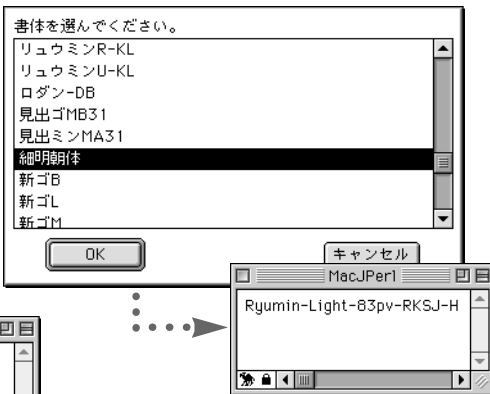 書体を選んでください。
リュウミンR-KL
リュウミンU-KL
ロダン-DB
見出ゴMB31
見出ミンMA31
細明朝体
新ゴB
新ゴL
新ゴM
OK
キャンセル
MacJPerl
Ryumin-Light-83pv-RKSJ-H